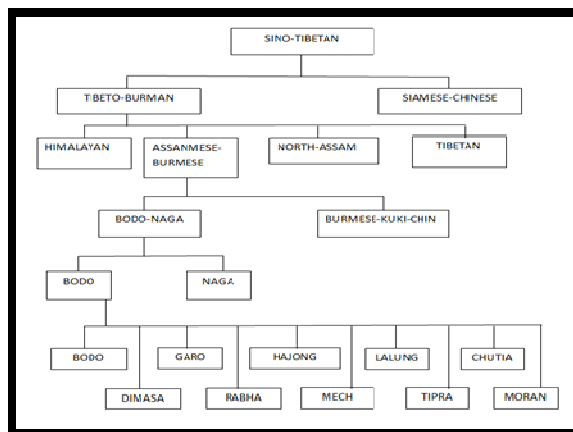 SINO-TIBETAN
TIBETO-BURMAN
SIAMESE-CHINESE
HIMALAYAN
ASSANMESE-
BURMESE
NORTH-ASSAM
TIBETAN
BODO-NAGA
BURMESE-KUKI-CHIN
BODO
NAGA
BODO
GARO
HAJONG
LALUNG
CHUTIA
DIMASA
RABHA
MECH
TIPRA
MORAN